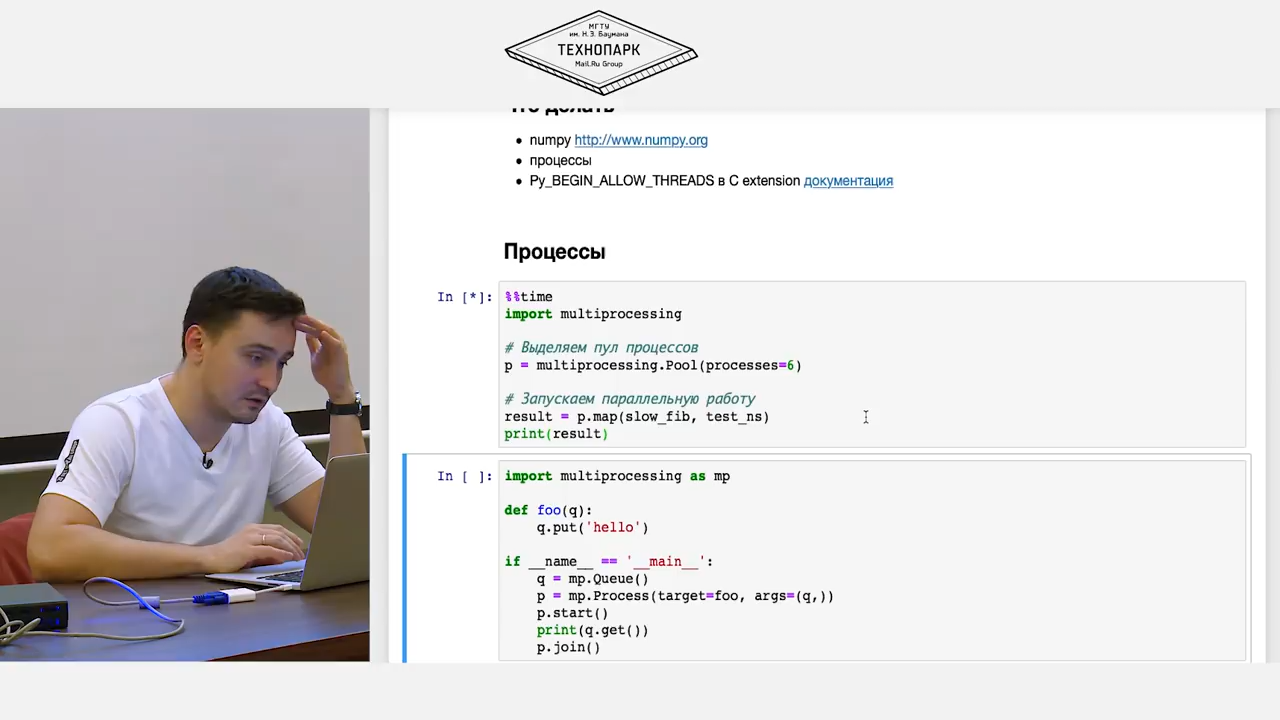 МГТУ
им. Н.Э. Баумана
ТЕХНОПАРК
Mail.Ru Group
Что делать
• numpy http://www.numpy.org
• процессы
• Py_BEGIN_ALLOW_THREADS в C extension документация
Процессы
In [*]: %%time
import multiprocessing
# Выделяем пул процессов
p = multiprocessing.Pool(processes=6)
# Запускаем параллельную работу
result = p.map(slow_fib, test_ns)
print(result)
In [ ]: import multiprocessing as mp
def foo(q):
q.put('hello')
if __name__ == '__main__':
q = mp.Queue()
p = mp.Process(target=foo, args=(q,))
p.start()
print(q.get())
p.join()